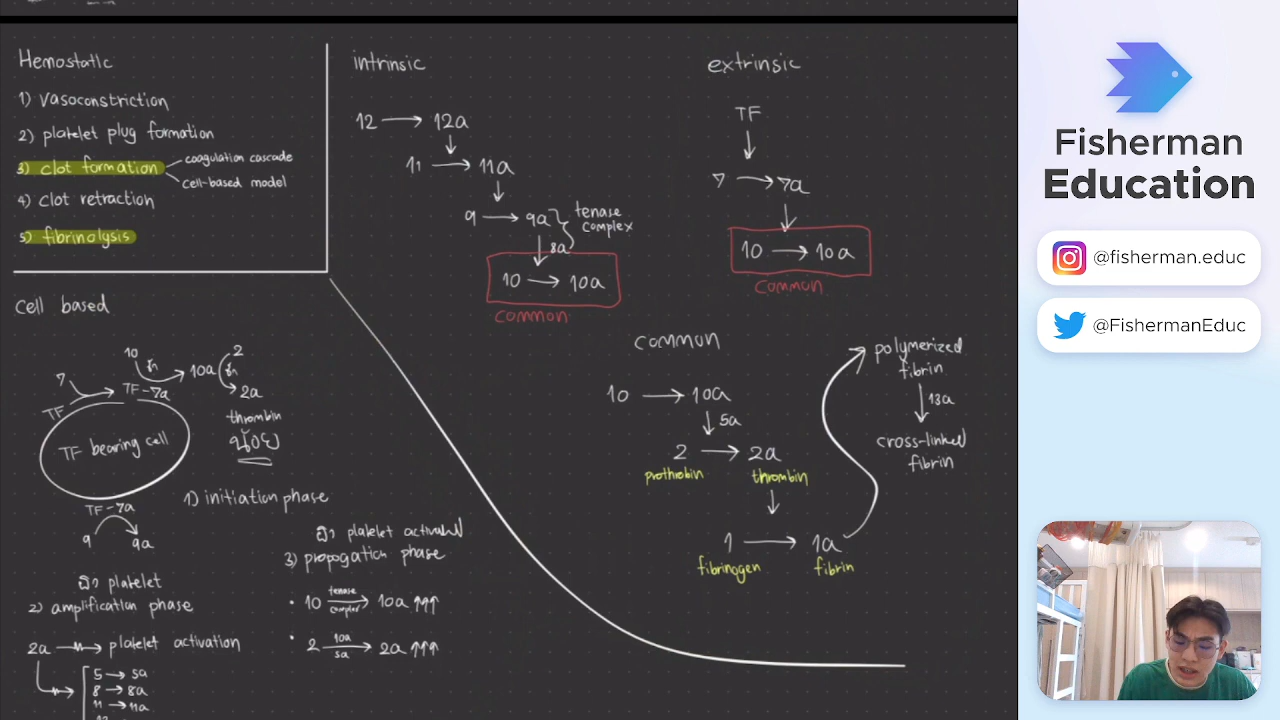 Hemostatic
1) vasoconstriction
2) platelet plug formation
3) clot formation
coagulation cascade
cell-based model
4) clot retraction
5) fibrinolysis
intrinsic
12 → 12a
11 → 11a
9 → 9a
tenase
complex
8a
10 → 10a
common
extrinsic
TF
7 → 7a
10 → 10a
common
common
10 → 10a
5a
2 → 2a
prothrobin
thrombin
1 → 1a
fibrinogen
fibrin
polymerized
fibrin
13a
cross-linked
fibrin
cell based
10
10a
2
7
TF-7a
2a
TF
thrombin
TF bearing cell
1) initiation phase
TF-7a
9
9a
platelet
2) amplification phase
2a → platelet activation
5 → 5a
8 → 8a
11 → 11a
platelet activated
3) propogation phase
• 10 tenase complex → 10a ↑↑↑
• 2 10a 5a → 2a ↑↑↑
Fisherman
Education
@fisherman.educ
@FishermanEduc